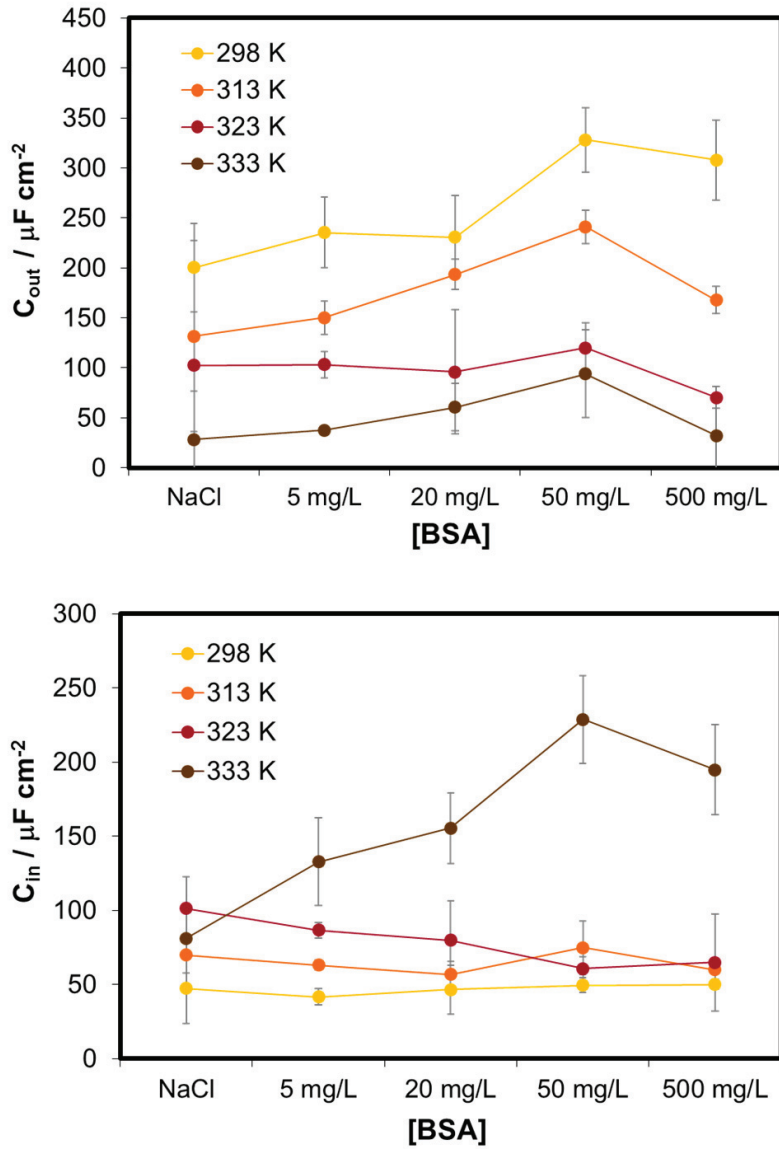 450
400
350
300
250
200
150
100
50
0
C_out / μF cm⁻²
298 K
313 K
323 K
333 K
NaCl 5 mg/L 20 mg/L 50 mg/L 500 mg/L
[BSA]
300
250
200
150
100
50
0
C_in / μF cm⁻²
298 K
313 K
323 K
333 K
NaCl 5 mg/L 20 mg/L 50 mg/L 500 mg/L
[BSA]